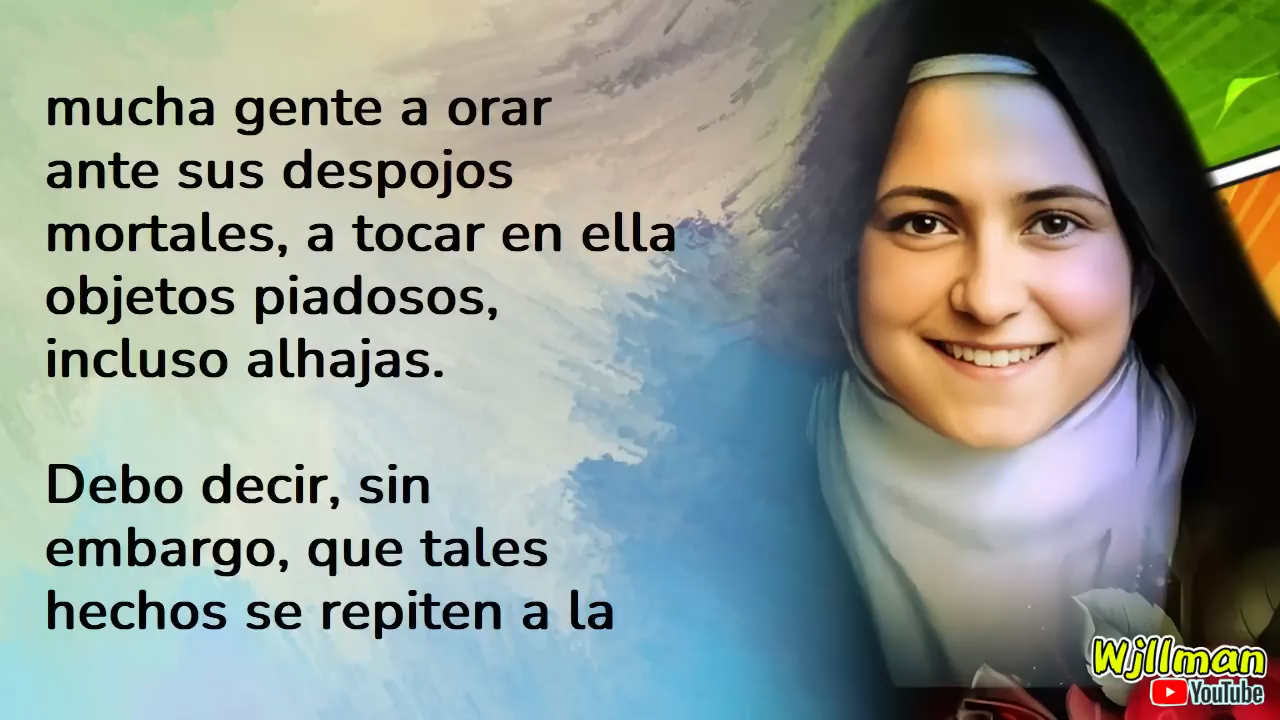 mucha gente a orar
ante sus despojos
mortales, a tocar en ella
objetos piadosos,
incluso alhajas.
Debo decir, sin
embargo, que tales
hechos se repiten a la
Wjllman
YouTube